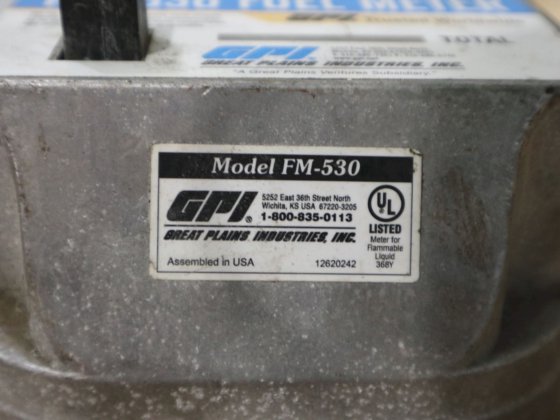 530 FUEL METER
GPI
TOTAL
GPI
GREAT PLAINS INDUSTRIES, INC.
"A Great Plains Ventures Subsidiary."
Model FM-530
GPI®
5252 East 36th Street North
Wichita, KS USA 67220-3205
1-800-835-0113
GREAT PLAINS INDUSTRIES, INC.
Assembled in USA
12620242
UL
LISTED
Meter for
Flammable
Liquid
368Y